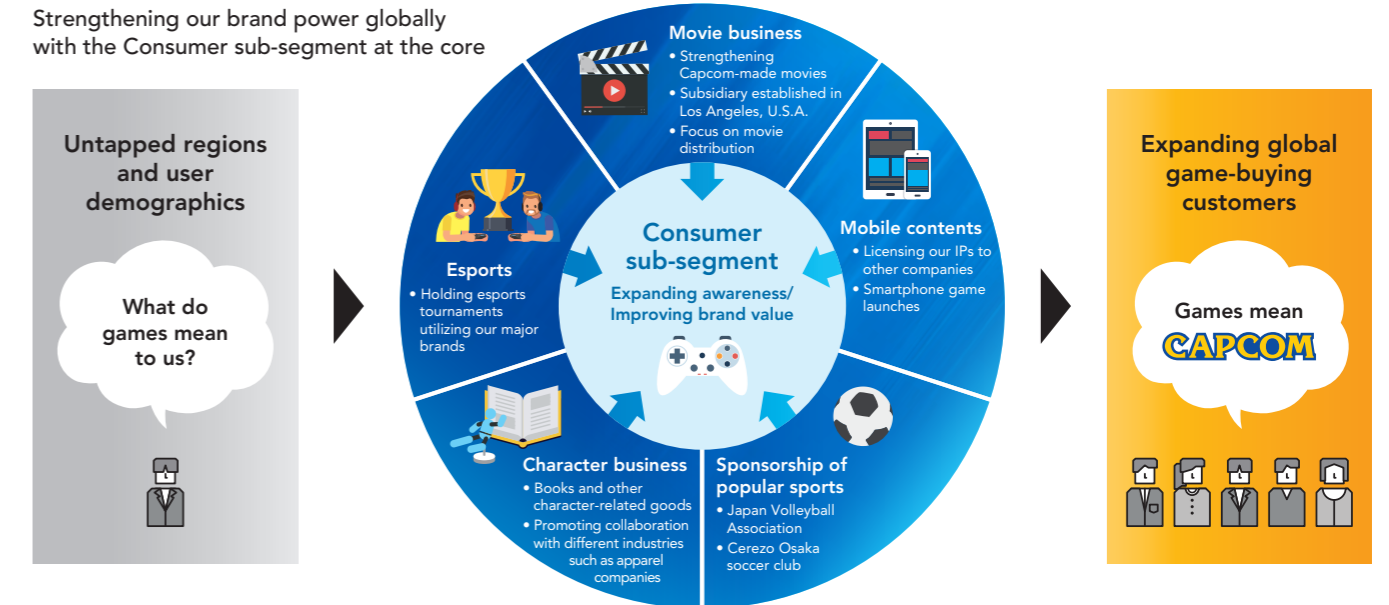 Strengthening our brand power globally
with the Consumer sub-segment at the core
Untapped regions
and user
demographics
What do
games mean
to us?
Movie business
• Strengthening
Capcom-made movies
• Subsidiary established in
Los Angeles, U.S.A.
• Focus on movie
distribution
Mobile contents
• Licensing our IPs to
other companies
• Smartphone game
launches
Esports
• Holding esports
tournaments
utilizing our major
brands
Consumer
sub-segment
Expanding awareness/
Improving brand value
Character business
• Books and other
character-related goods
• Promoting collaboration
with different industries
such as apparel
companies
Sponsorship of
popular sports
• Japan Volleyball
Association
• Cerezo Osaka
soccer club
Expanding global
game-buying
customers
Games mean
CAPCOM